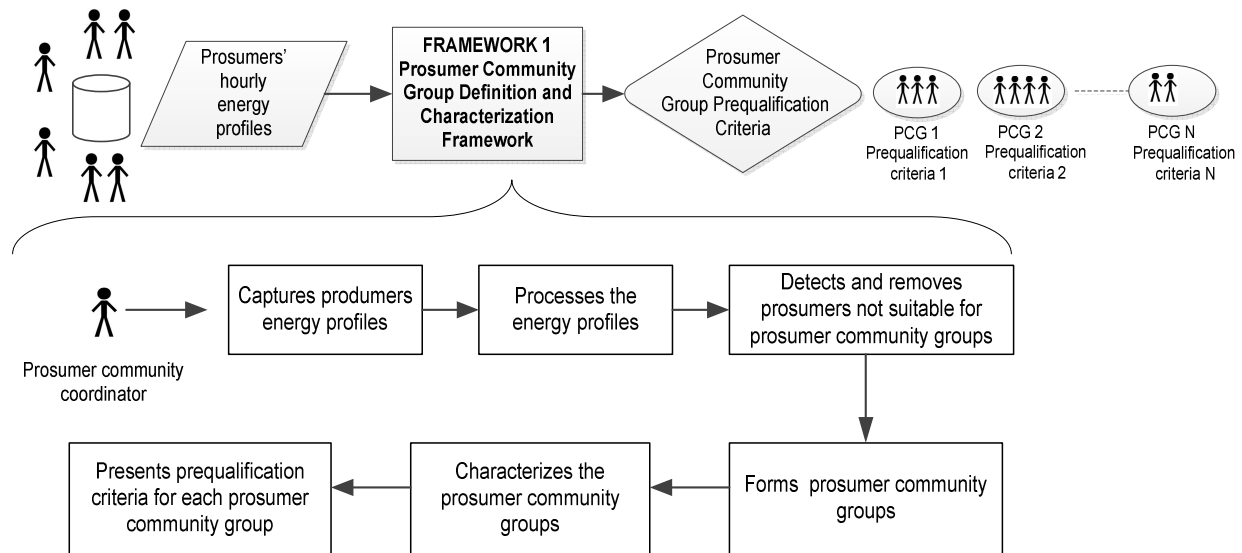 Prosumers'
hourly
energy
profiles
FRAMEWORK 1
Prosumer Community
Group Definition and
Characterization
Framework
Prosumer
Community
Group Prequalification
Criteria
PCG 1
Prequalification
criteria 1
PCG 2
Prequalification
criteria 2
PCG N
Prequalification
criteria N
Prosumer community
coordinator
Captures produmers
energy profiles
Processes the
energy profiles
Detects and removes
prosumers not suitable for
prosumer community groups
Forms prosumer community
groups
Characterizes the
prosumer community
groups
Presents prequalification
criteria for each prosumer
community group